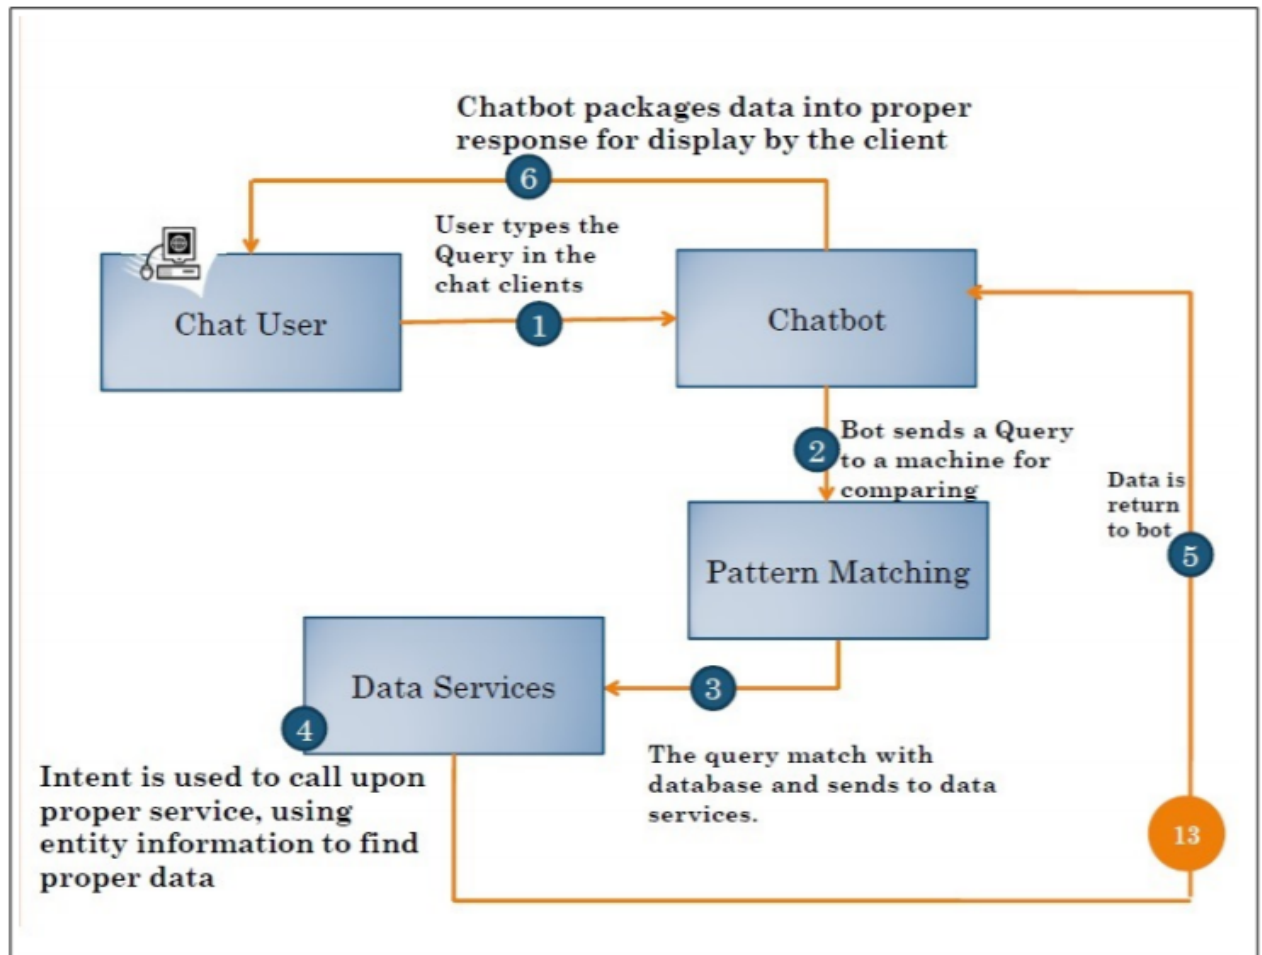 Chatbot packages data into proper
response for display by the client
6
User types the
Query in the
chat clients
1
Chat User
Chatbot
2
Bot sends a Query
to a machine for
comparing
Data is
return
to bot
5
Pattern Matching
Data Services
3
4
The query match with
database and sends to data
services.
Intent is used to call upon
proper service, using
entity information to find
proper data
13